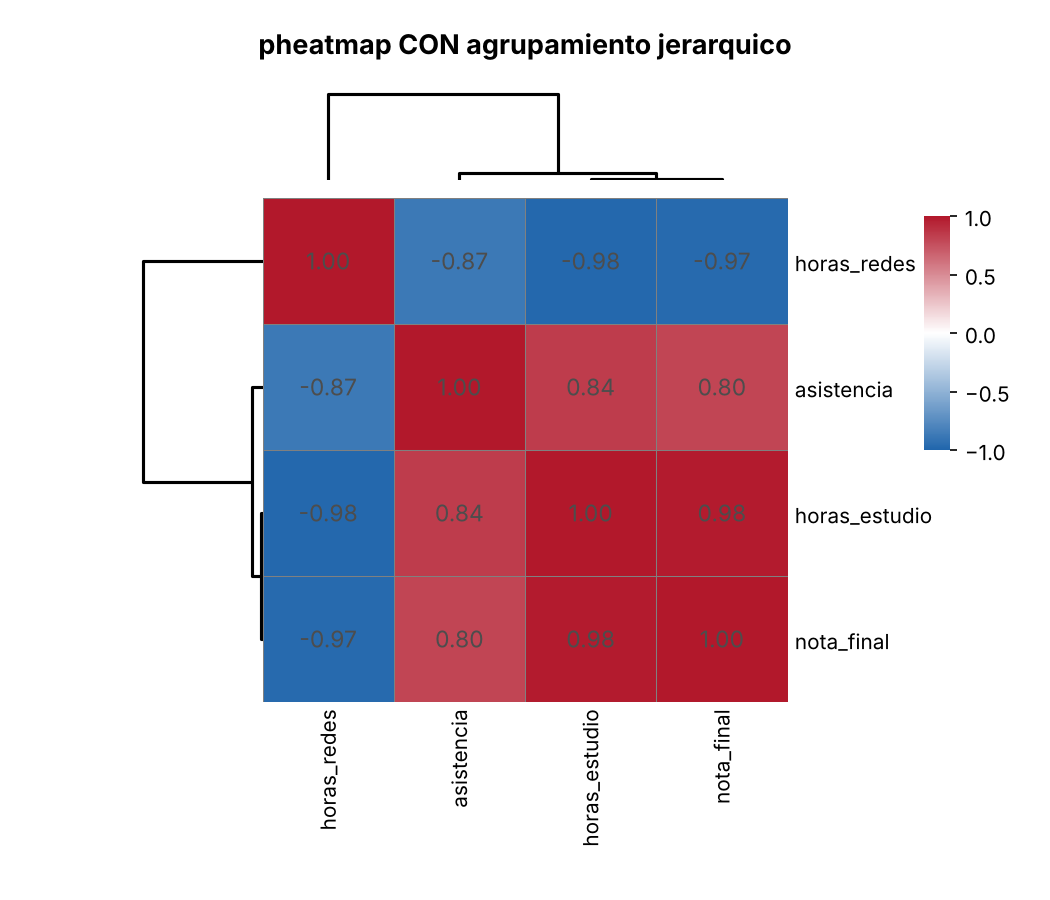 pheatmap CON agrupamiento jerarquico
1.00 -0.87 -0.98 -0.97 horas_redes
-0.87 1.00 0.84 0.80 asistencia
-0.98 0.84 1.00 0.98 horas_estudio
-0.97 0.80 0.98 1.00 nota_final
horas_redes asistencia horas_estudio nota_final
1.0
0.5
0.0
−0.5
−1.0